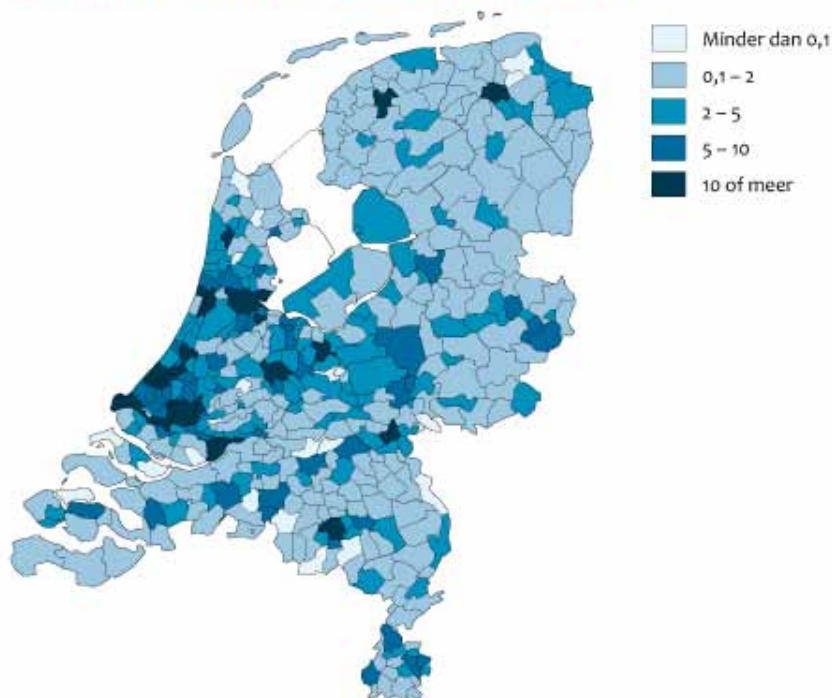 Minder dan 0,1
0,1 – 2
2 – 5
5 – 10
10 of meer